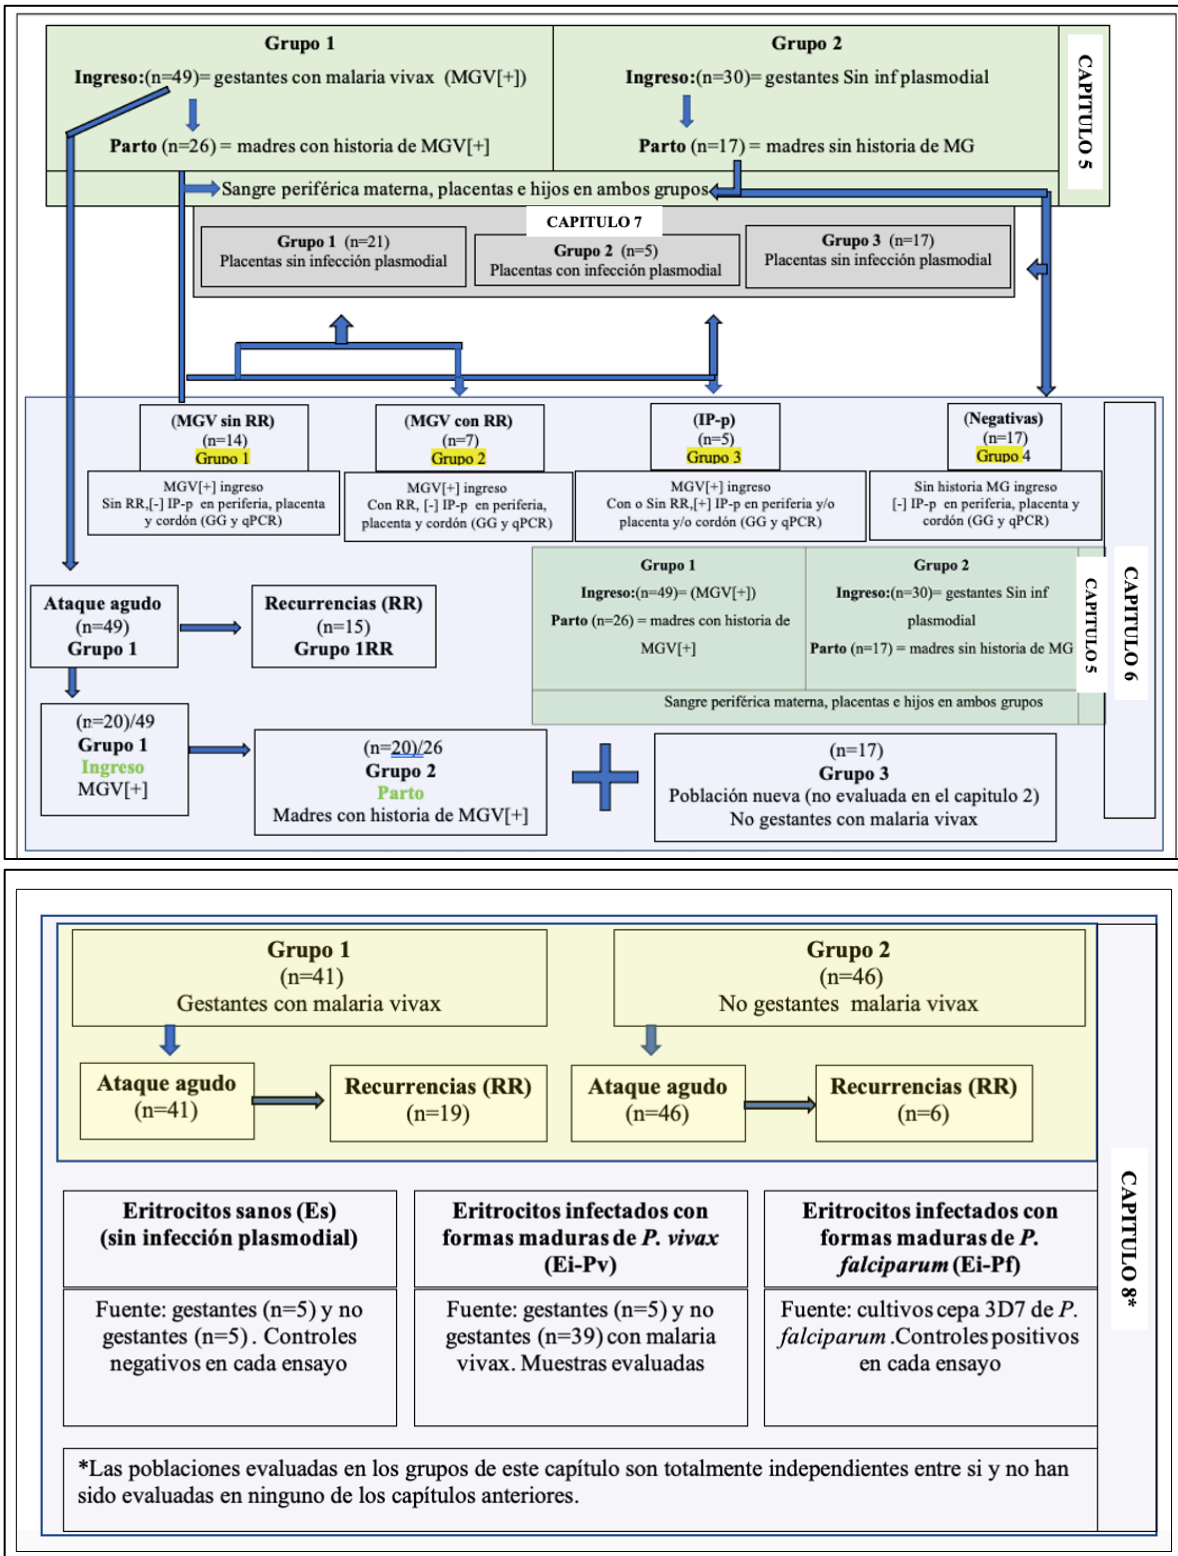 Grupo 1
Ingreso:(n=49)= gestantes con malaria vivax (MGV[+])
Parto (n=26) = madres con historia de MGV[+]
Grupo 2
Ingreso:(n=30)= gestantes Sin inf plasmodial
Parto (n=17) = madres sin historia de MG
CAPITULO 5
Sangre periférica materna, placentas e hijos en ambos grupos
CAPITULO 7
Grupo 1 (n=21)
Placentas sin infección plasmodial
Grupo 2 (n=5)
Placentas con infección plasmodial
Grupo 3 (n=17)
Placentas sin infección plasmodial
(MGV sin RR)
(n=14)
Grupo 1
MGV[+] ingreso
Sin RR,[-] IP-p en periferia, placenta
y cordón (GG y qPCR)
(MGV con RR)
(n=7)
Grupo 2
MGV[+] ingreso
Con RR, [-] IP-p en periferia,
placenta y cordón (GG y qPCR)
(IP-p)
(n=5)
Grupo 3
MGV[+] ingreso
Con o Sin RR,[+] IP-p en periferia y/o
placenta y/o cordón (GG y qPCR)
(Negativas)
(n=17)
Grupo 4
Sin historia MG ingreso
[-] IP-p en periferia, placenta y
cordón (GG y qPCR)
CAPITULO 6
Grupo 1
Ingreso:(n=49)= (MGV[+])
Parto (n=26) = madres con historia de
MGV[+]
Grupo 2
Ingreso:(n=30)= gestantes Sin inf
plasmodial
Parto (n=17) = madres sin historia de MG
CAPITULO 5
Sangre periférica materna, placentas e hijos en ambos grupos
Ataque agudo
(n=49)
Grupo 1
Recurrencias (RR)
(n=15)
Grupo 1RR
(n=20)/49
Grupo 1
Ingreso
MGV[+]
(n=20)/26
Grupo 2
Parto
Madres con historia de MGV[+]
(n=17)
Grupo 3
Población nueva (no evaluada en el capitulo 2)
No gestantes con malaria vivax
Grupo 1
(n=41)
Gestantes con malaria vivax
Grupo 2
(n=46)
No gestantes malaria vivax
Ataque agudo
(n=41)
Recurrencias (RR)
(n=19)
Ataque agudo
(n=46)
Recurrencias (RR)
(n=6)
CAPITULO 8*
Eritrocitos sanos (Es)
(sin infección plasmodial)
Fuente: gestantes (n=5) y no
gestantes (n=5) . Controles
negativos en cada ensayo
Eritrocitos infectados con
formas maduras de P. vivax
(Ei-Pv)
Fuente: gestantes (n=5) y no
gestantes (n=39) con malaria
vivax. Muestras evaluadas
Eritrocitos infectados con
formas maduras de P.
falciparum (Ei-Pf)
Fuente: cultivos cepa 3D7 de P.
falciparum .Controles positivos
en cada ensayo
*Las poblaciones evaluadas en los grupos de este capítulo son totalmente independientes entre si y no han
sido evaluadas en ninguno de los capítulos anteriores.